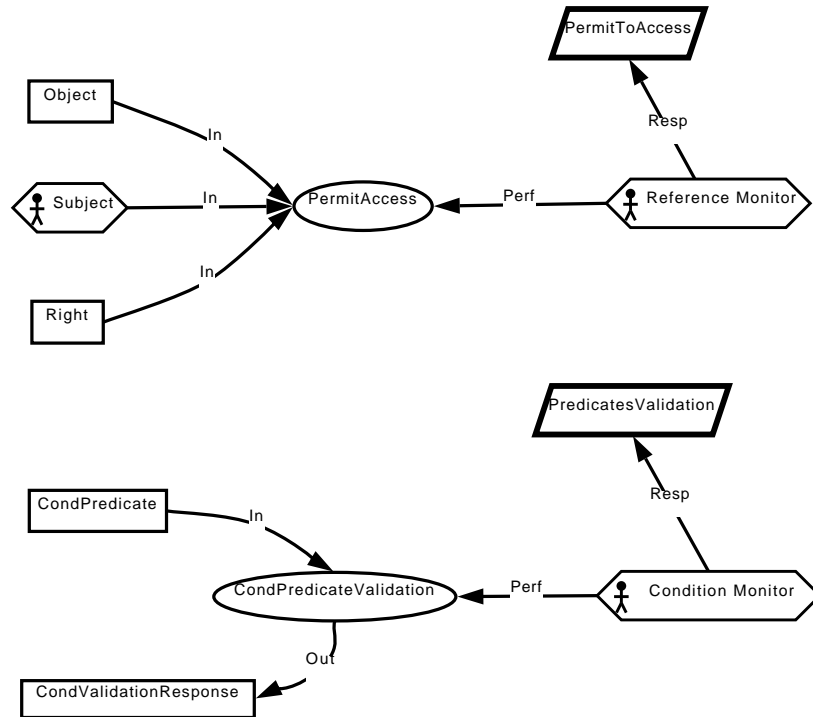 PermitToAccess
Object
In
Resp
Subject
In
PermitAccess
Perf
Reference Monitor
In
Right
PredicatesValidation
CondPredicate
In
Resp
CondPredicateValidation
Perf
Condition Monitor
Out
CondValidationResponse